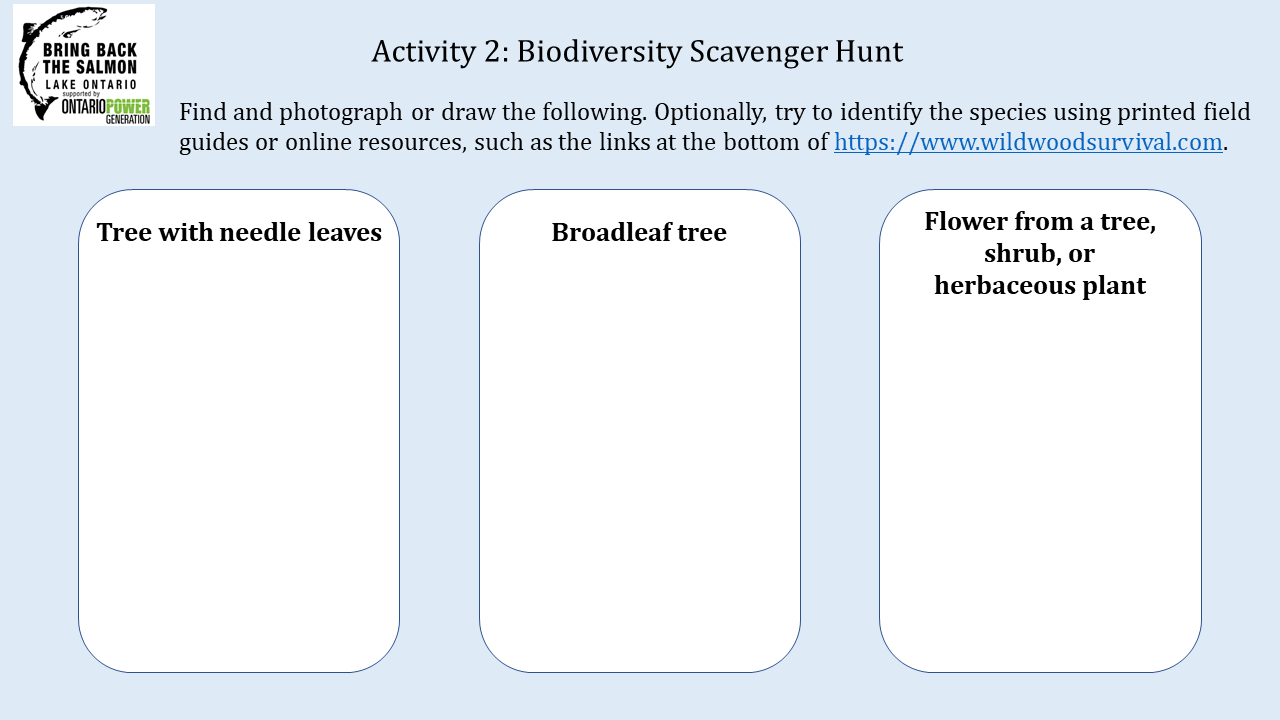 BRING BACK
THE SALMON
LAKE ONTARIO
supported by
ONTARIOPOWER
GENERATION
Activity 2: Biodiversity Scavenger Hunt
Find and photograph or draw the following. Optionally, try to identify the species using printed field
guides or online resources, such as the links at the bottom of https://www.wildwoodsurvival.com.
Tree with needle leaves
Broadleaf tree
Flower from a tree,
shrub, or
herbaceous plant